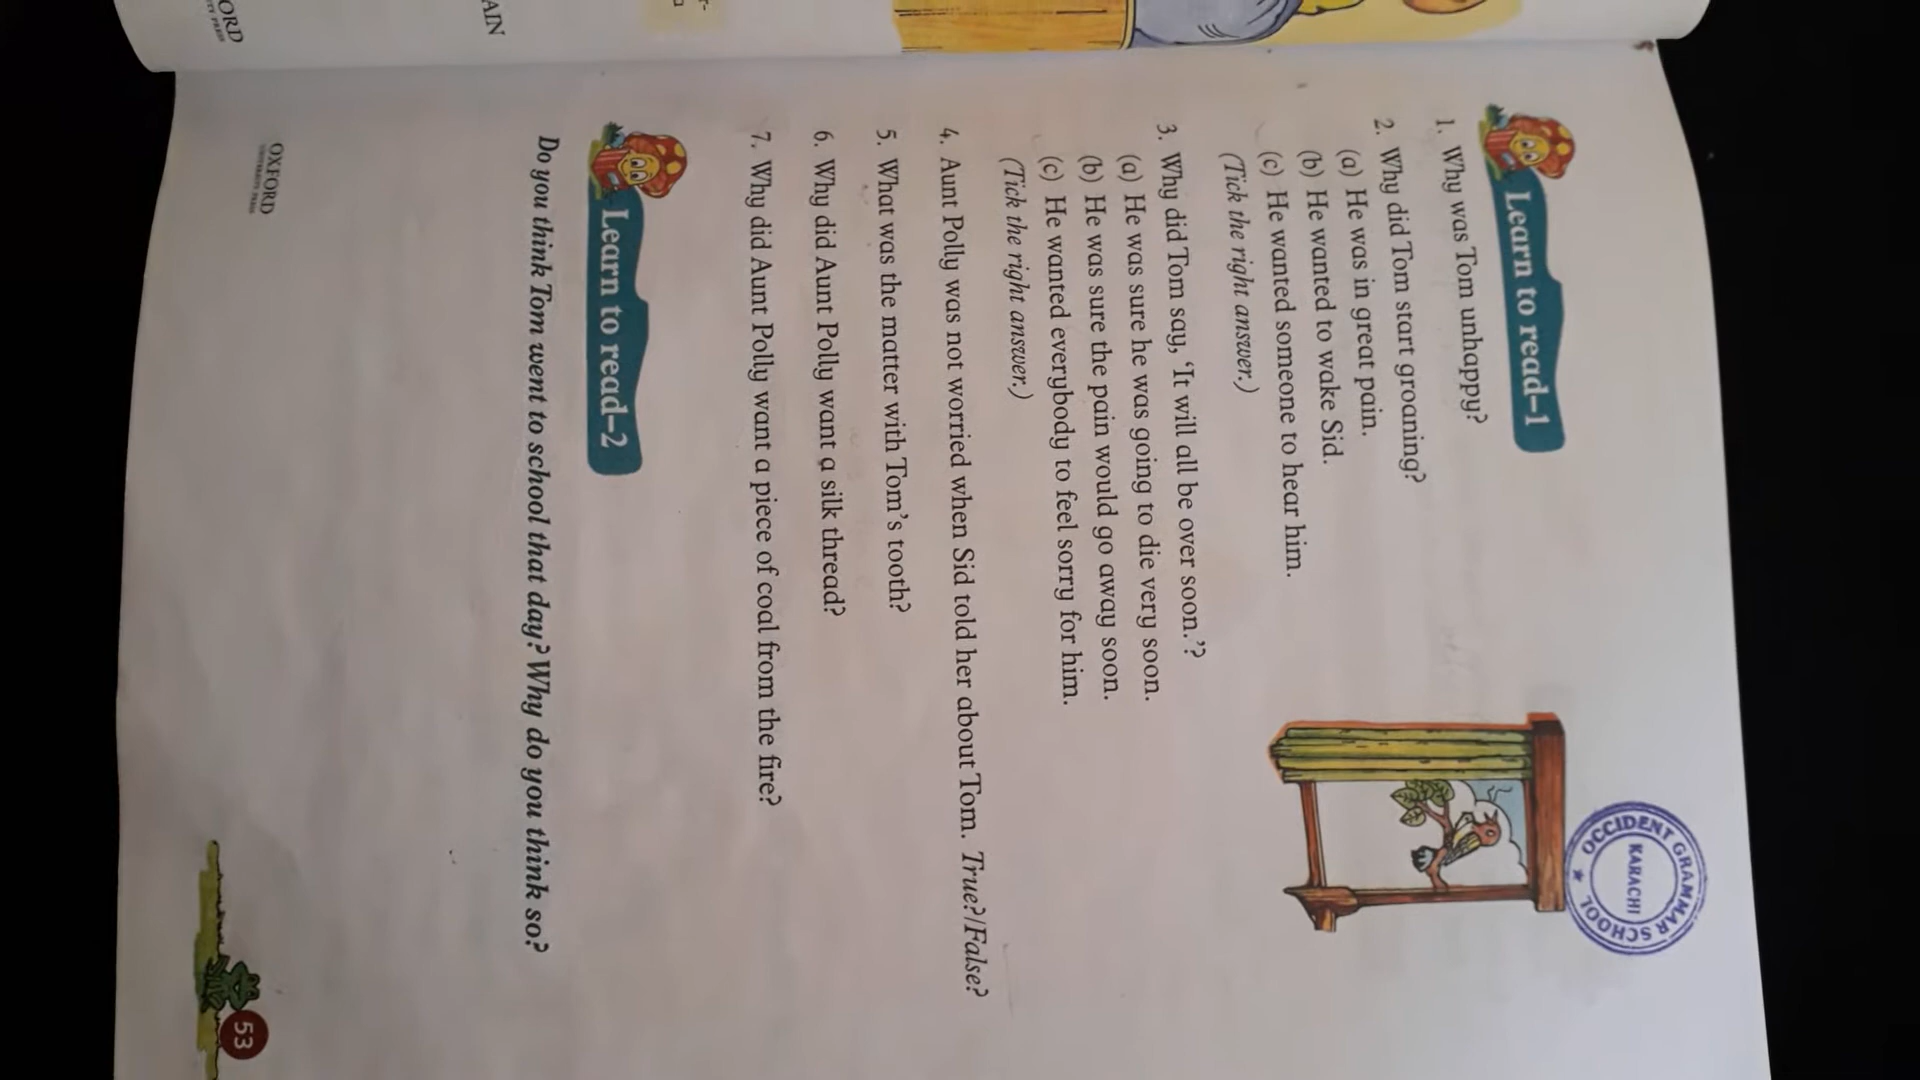 Learn to read–1
OCCIDENT GRAMMAR SCHOOL
KARACHI
1. Why was Tom unhappy?
2. Why did Tom start groaning?
(a) He was in great pain.
(b) He wanted to wake Sid.
(c) He wanted someone to hear him.
(Tick the right answer.)
3. Why did Tom say, ‘It will all be over soon.’?
(a) He was sure he was going to die very soon.
(b) He was sure the pain would go away soon.
(c) He wanted everybody to feel sorry for him.
(Tick the right answer.)
4. Aunt Polly was not worried when Sid told her about Tom. True?/False?
5. What was the matter with Tom’s tooth?
6. Why did Aunt Polly want a silk thread?
7. Why did Aunt Polly want a piece of coal from the fire?
Learn to read–2
Do you think Tom went to school that day? Why do you think so?
OXFORD
UNIVERSITY PRESS
53
AIN
ORD